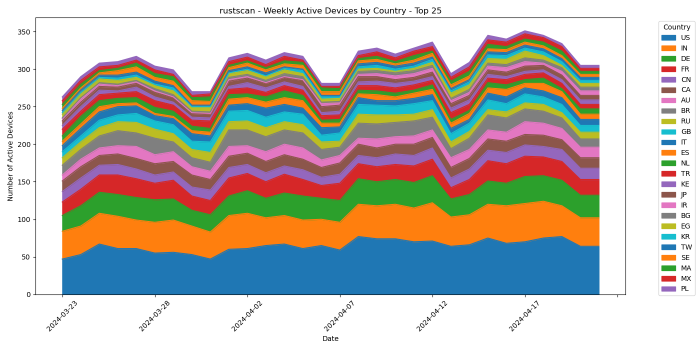 rustscan - Weekly Active Devices by Country - Top 25
Country
US
IN
DE
FR
CN
CA
AU
BR
RU
GB
IT
ES
NL
TR
KE
JP
IR
BG
EG
KR
TW
SE
MA
MX
PL
Number of Active Devices
350
300
250
200
150
100
50
0
2024-03-23
2024-03-28
2024-04-02
2024-04-07
2024-04-12
2024-04-17
Date